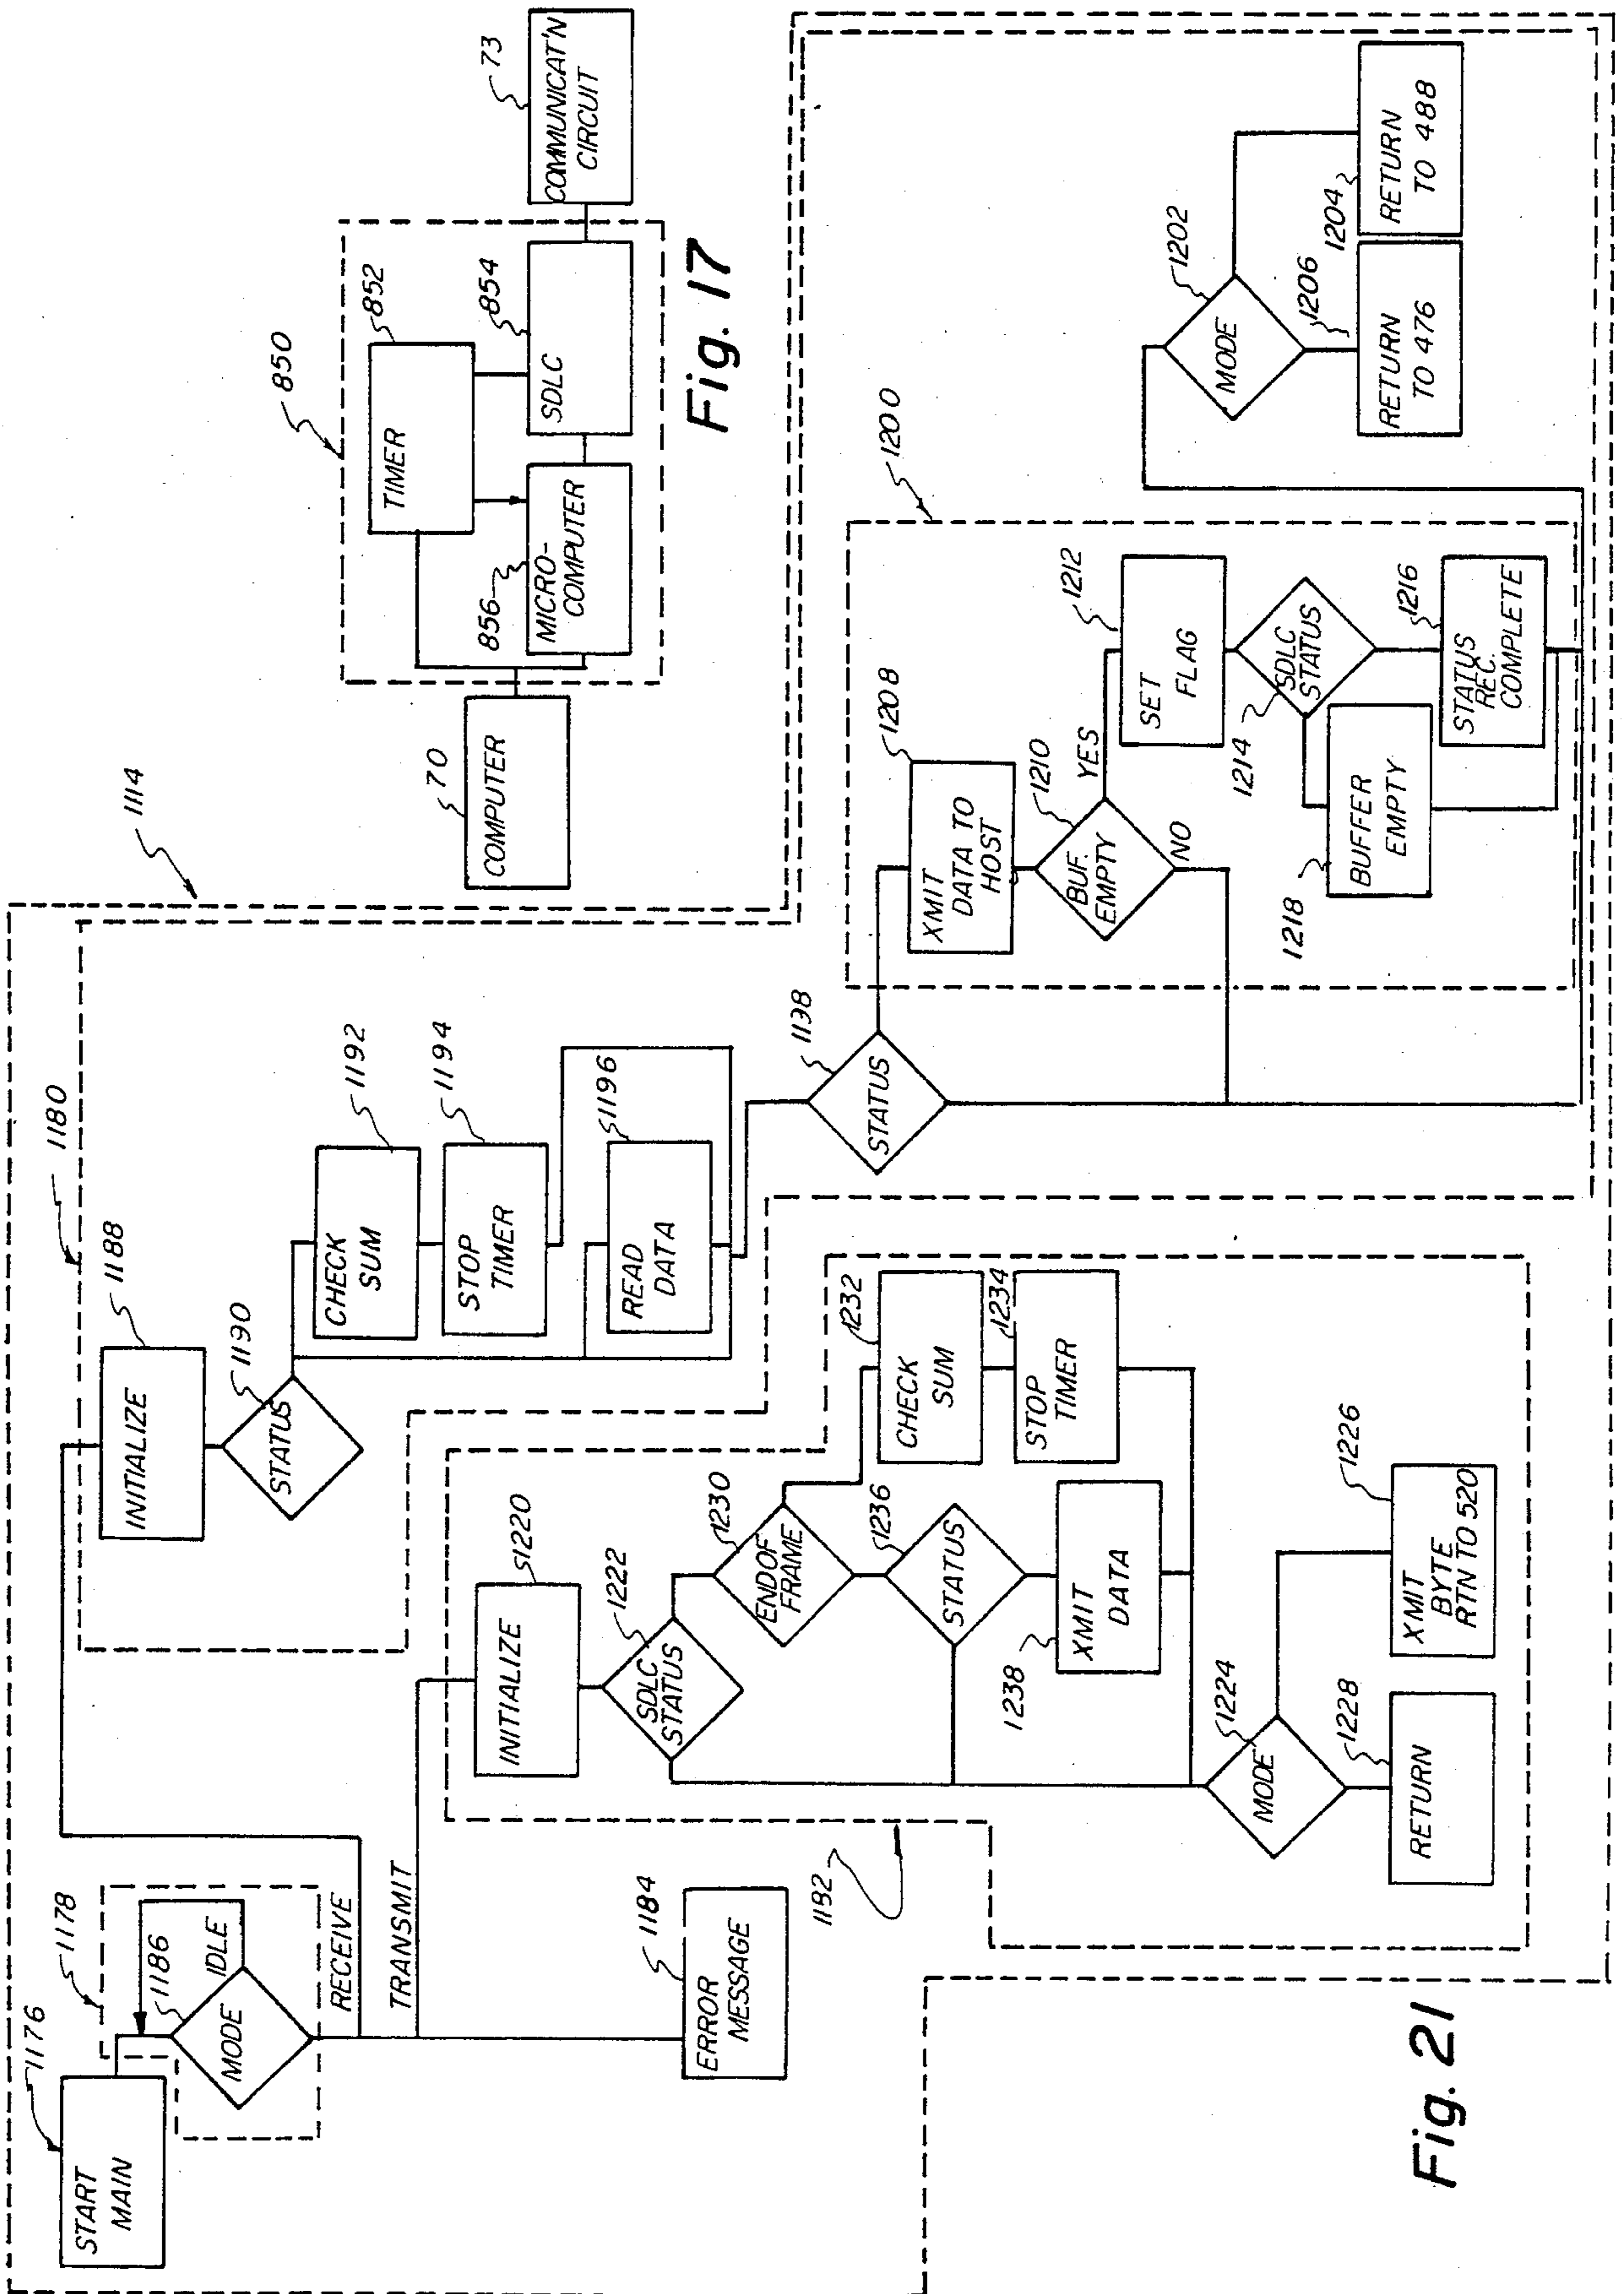 1176
START
MAIN
1178
1186
IDLE
MODE
RECEIVE
TRANSMIT
1184
ERROR
MESSAGE
1180
1188
INITIALIZE
1190
STATUS
1192
CHECK
SUM
1194
STOP
TIMER
1196
READ
DATA
1198
STATUS
1114
1192
1220
INITIALIZE
1222
SDLC
STATUS
1230
END OF
FRAME
1232
CHECK
SUM
1234
STOP
TIMER
1236
STATUS
1238
XMIT
DATA
1224
MODE
1226
XMIT
BYTE
RTN TO 520
1228
RETURN
1200
1208
XMIT
DATA TO
HOST
1210
BUF.
EMPTY
YES
NO
1212
SET
FLAG
1214
SDLC
STATUS
1216
STATUS
REC.
COMPLETE
1218
BUFFER
EMPTY
1202
MODE
1204
RETURN
TO 488
1206
RETURN
TO 476
Fig. 21
850
70
COMPUTER
852
TIMER
856
MICRO-
COMPUTER
854
SDLC
73
COMMUNICAT'N
CIRCUIT
Fig. 17